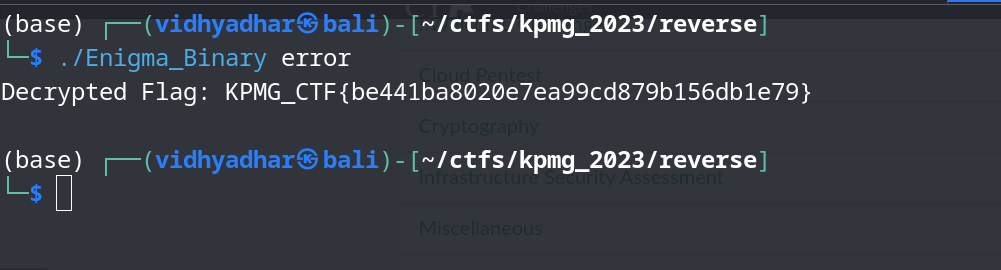 Challenges
(base) ┌──(vidhyadhar㉿bali)-[~/ctfs/kpmg_2023/reverse]
└─$ ./Enigma_Binary error
Cloud Pentest
Decrypted Flag: KPMG_CTF{be441ba8020e7ea99cd879b156db1e79}
Cryptography
(base) ┌──(vidhyadhar㉿bali)-[~/ctfs/kpmg_2023/reverse]
Infrastructure Security Assessment
└─$
Miscellaneous